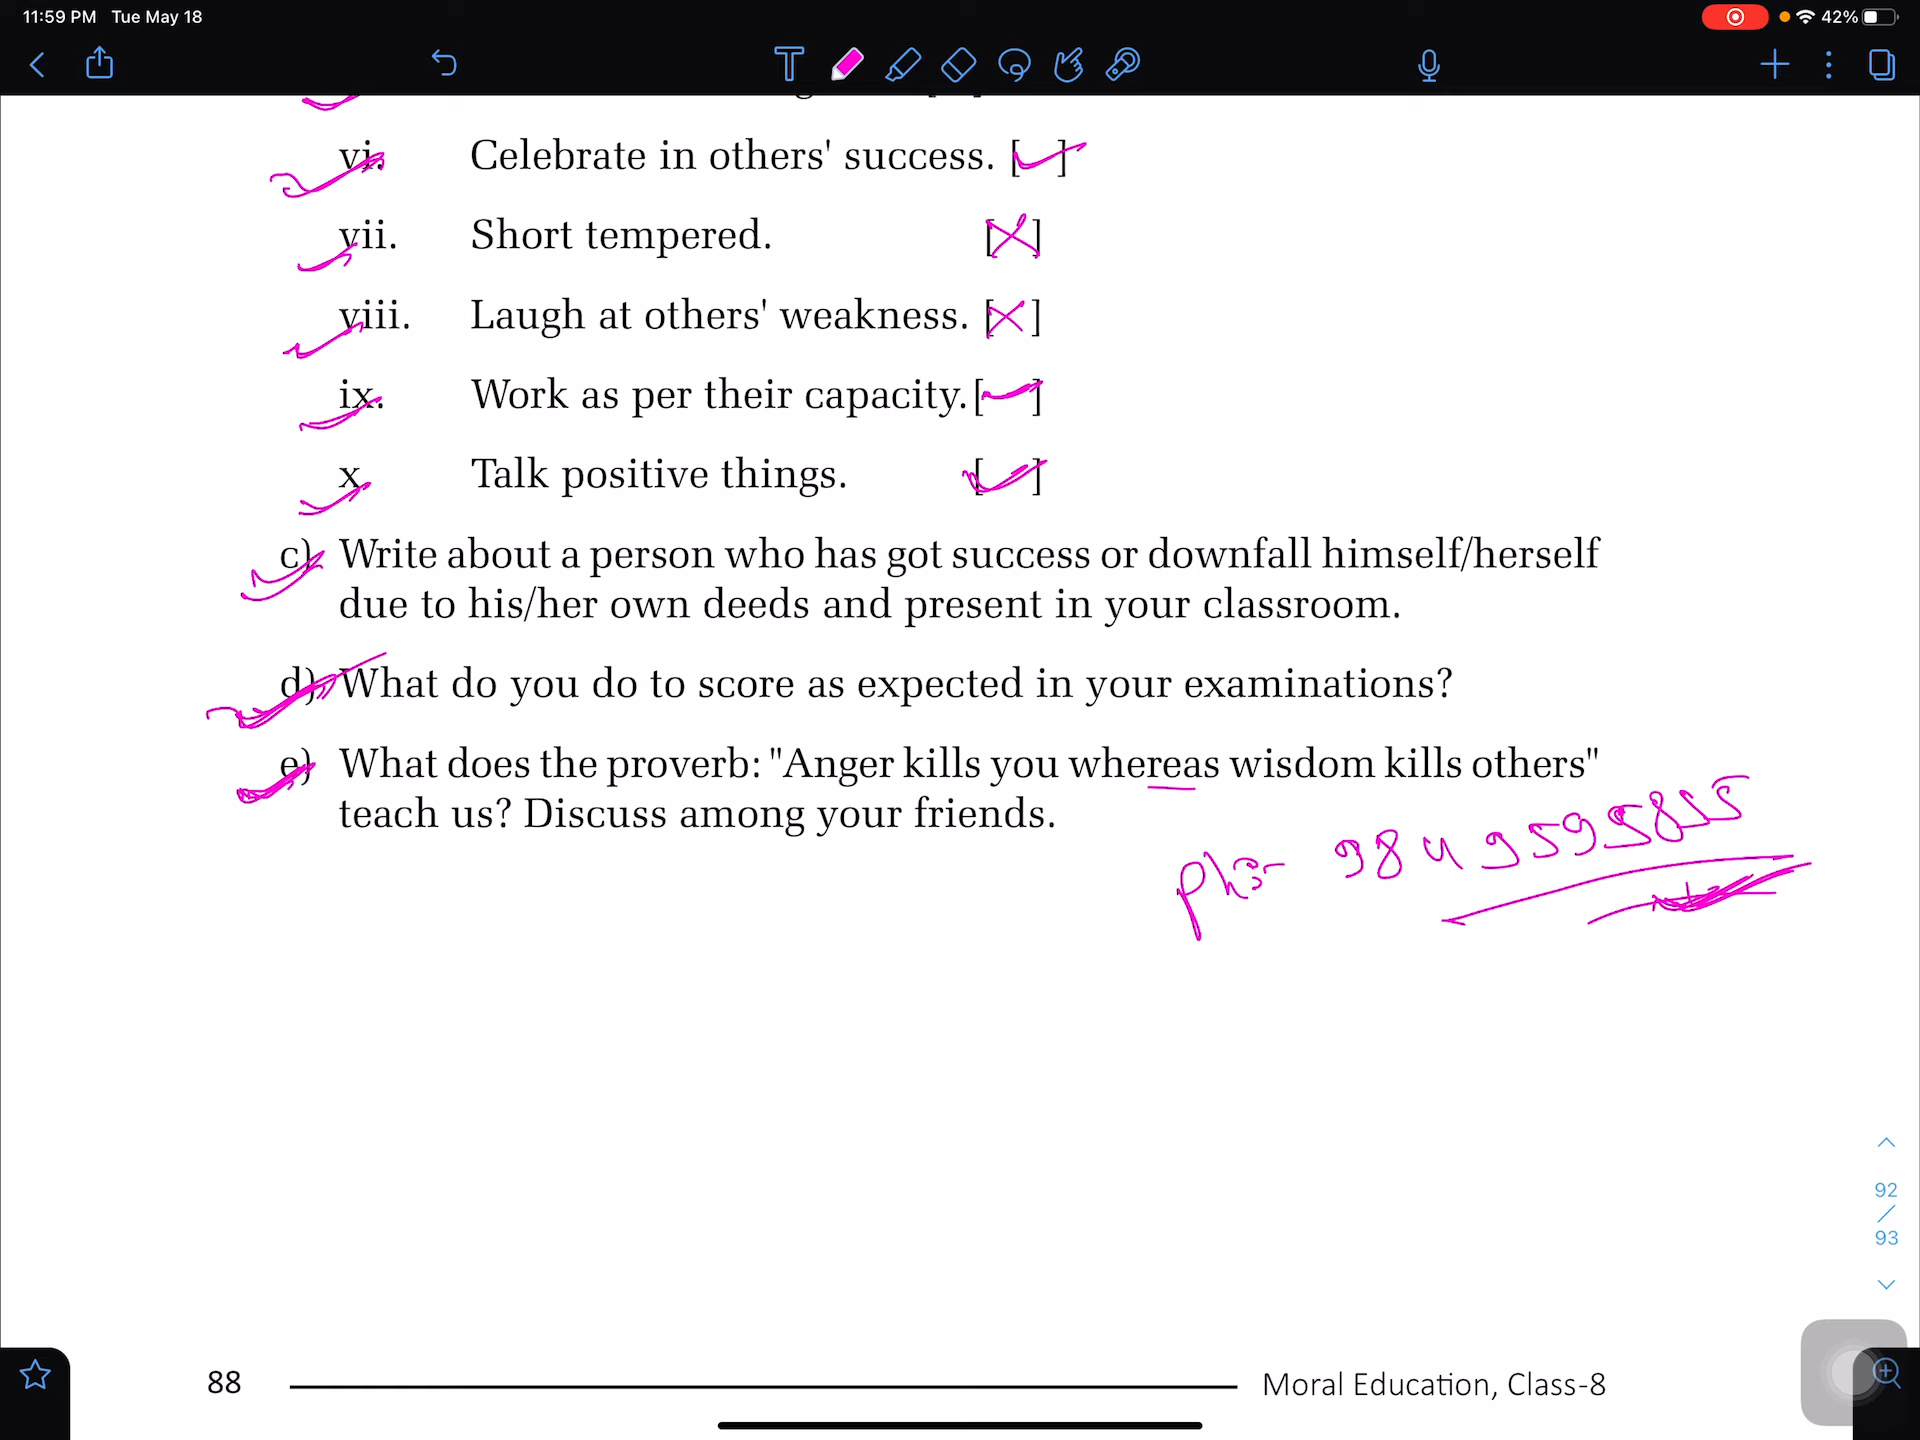 11:59 PM Tue May 18
42%
vi. Celebrate in others' success. [✓]
vii. Short tempered. [X]
viii. Laugh at others' weakness. [X]
ix. Work as per their capacity. [✓]
x. Talk positive things. [✓]
c) Write about a person who has got success or downfall himself/herself
due to his/her own deeds and present in your classroom.
d) What do you do to score as expected in your examinations?
e) What does the proverb: "Anger kills you whereas wisdom kills others"
teach us? Discuss among your friends.
92
/
93
88 Moral Education, Class-8